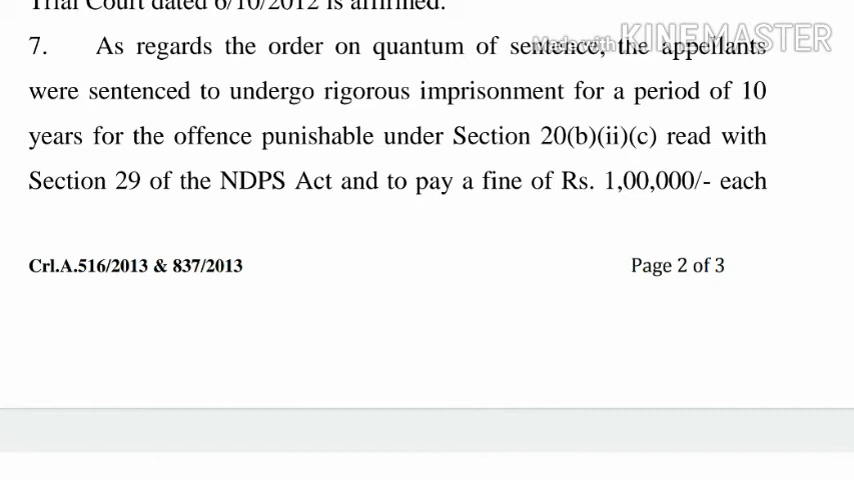 Trial Court dated 6/10/2012 is affirmed.
Made with KINEMASTER
7. As regards the order on quantum of sentence, the appellants
were sentenced to undergo rigorous imprisonment for a period of 10
years for the offence punishable under Section 20(b)(ii)(c) read with
Section 29 of the NDPS Act and to pay a fine of Rs. 1,00,000/- each
Crl.A.516/2013 & 837/2013
Page 2 of 3